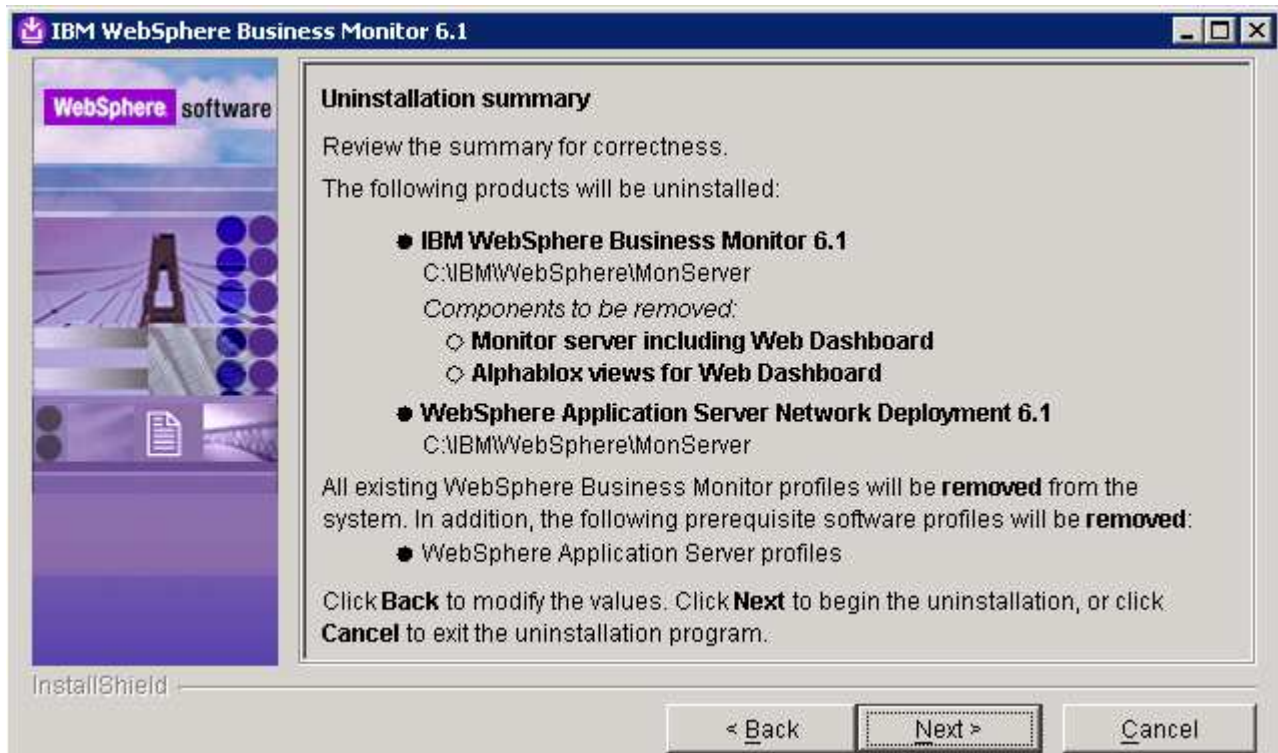 IBM WebSphere Business Monitor 6.1
WebSphere software
Uninstallation summary
Review the summary for correctness.
The following products will be uninstalled:
IBM WebSphere Business Monitor 6.1
C:\IBM\WebSphere\MonServer
Components to be removed:
Monitor server including Web Dashboard
Alphablox views for Web Dashboard
WebSphere Application Server Network Deployment 6.1
C:\IBM\WebSphere\MonServer
All existing WebSphere Business Monitor profiles will be removed from the
system. In addition, the following prerequisite software profiles will be removed:
WebSphere Application Server profiles
Click Back to modify the values. Click Next to begin the uninstallation, or click
Cancel to exit the uninstallation program.
InstallShield
< Back
Next >
Cancel